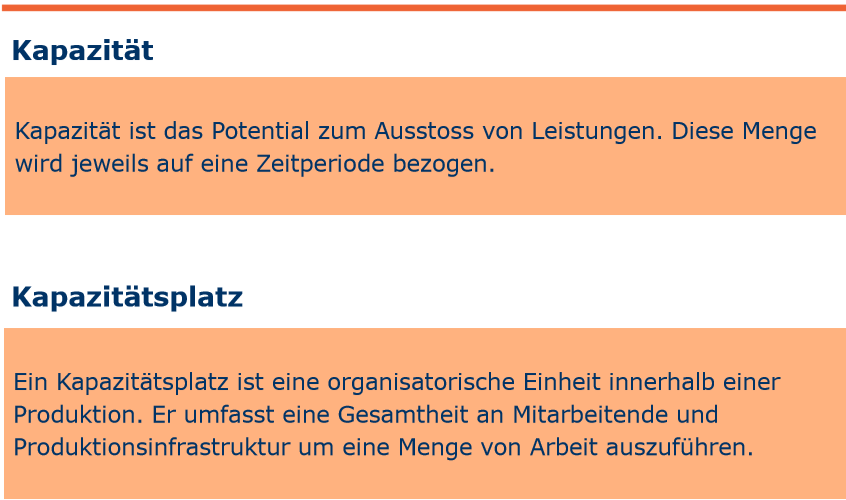 Kapazität
Kapazität ist das Potential zum Ausstoss von Leistungen. Diese Menge
wird jeweils auf eine Zeitperiode bezogen.
Kapazitätsplatz
Ein Kapazitätsplatz ist eine organisatorische Einheit innerhalb einer
Produktion. Er umfasst eine Gesamtheit an Mitarbeitende und
Produktionsinfrastruktur um eine Menge von Arbeit auszuführen.